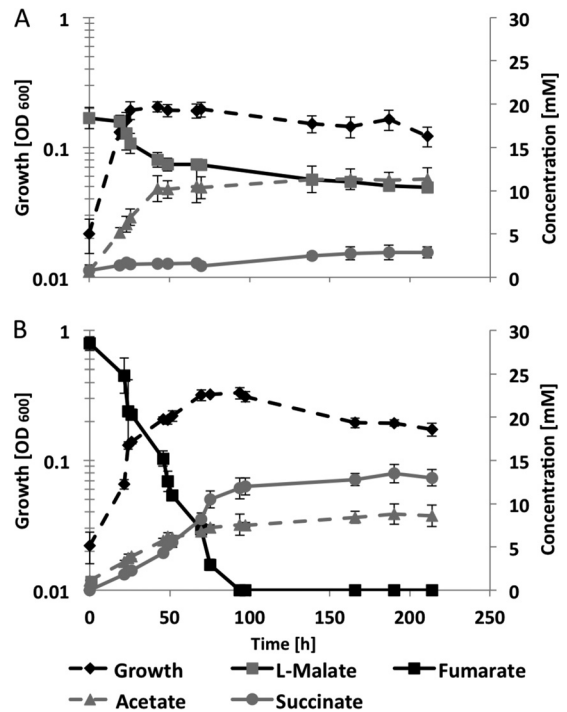 A
1
0.1
0.01
Growth [OD 600]
30
25
20
15
10
5
0
Concentration [mM]
B
1
0.1
0.01
Growth [OD 600]
30
25
20
15
10
5
0
Concentration [mM]
0 50 100 150 200 250
Time [h]
Growth L-Malate Fumarate
Acetate Succinate